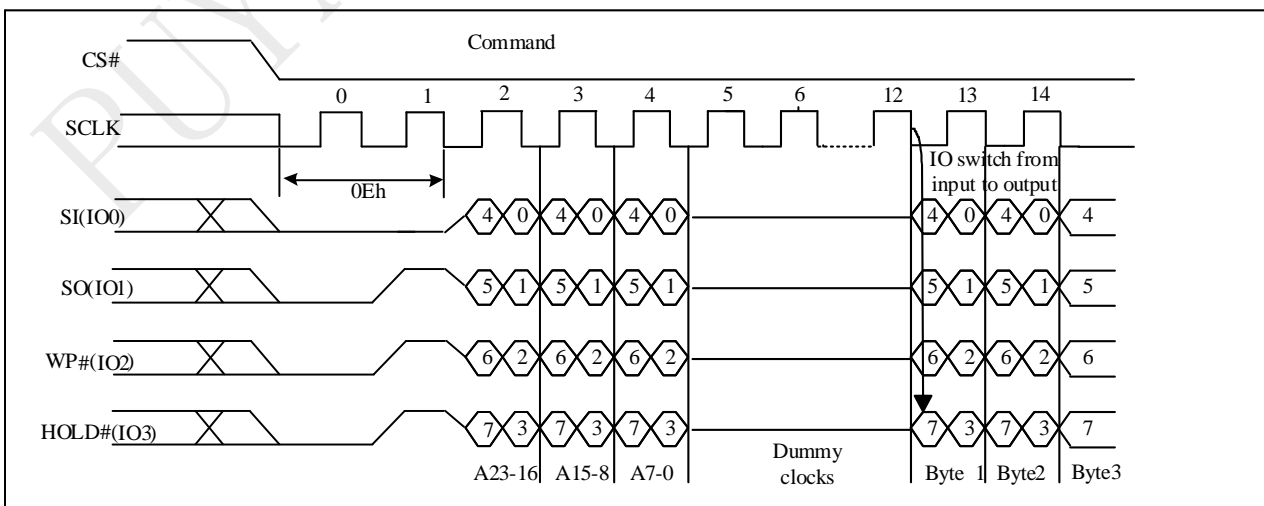 PUY
Command
CS#
0 1 2 3 4 5 6 12 13 14
SCLK
IO switch from
input to output
0Eh
SI(IO0)
4 0 4 0 4 0 4 0 4 0 4
SO(IO1)
5 1 5 1 5 1 5 1 5 1 5
WP#(IO2)
6 2 6 2 6 2 6 2 6 2 6
HOLD#(IO3)
7 3 7 3 7 3 7 3 7 3 7
Dummy
clocks
A23-16 A15-8 A7-0 Byte 1 Byte2 Byte3